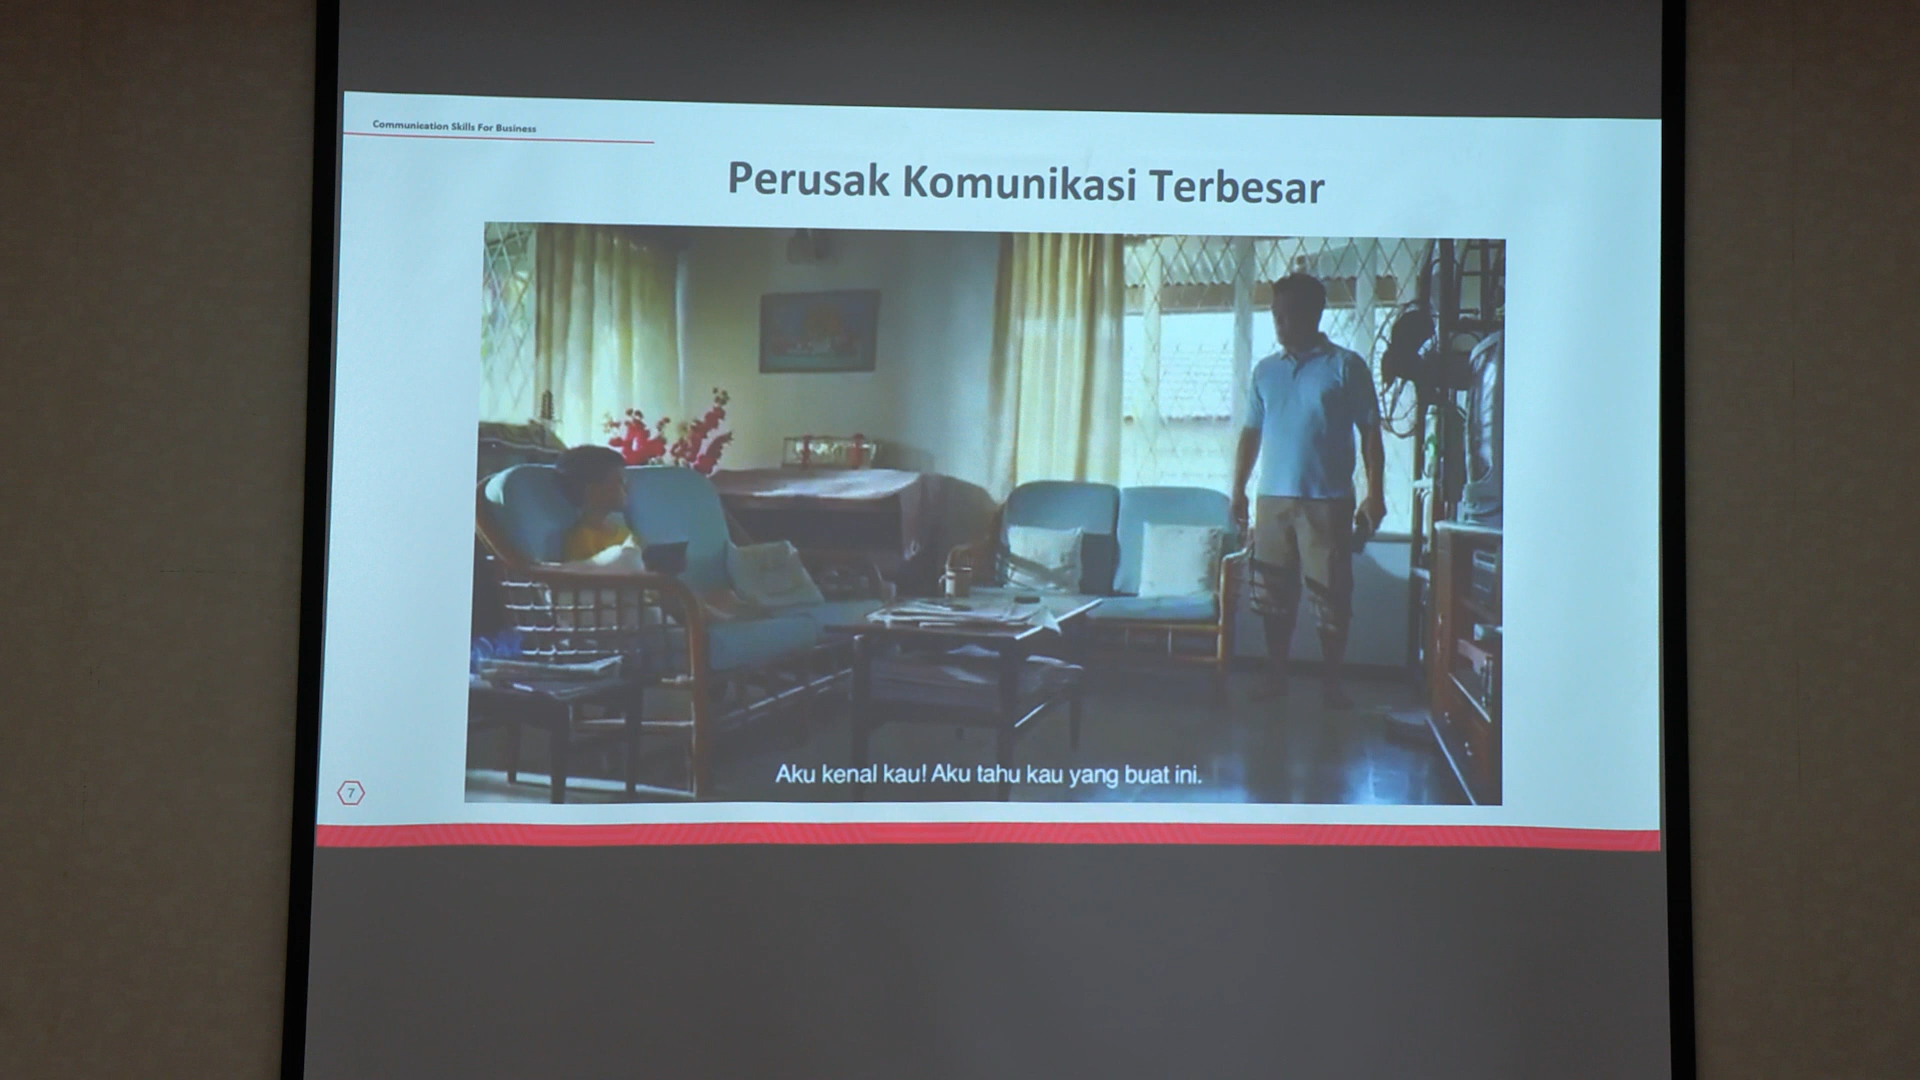 Communication Skills For Business
Perusak Komunikasi Terbesar
Aku kenal kau! Aku tahu kau yang buat ini.
7